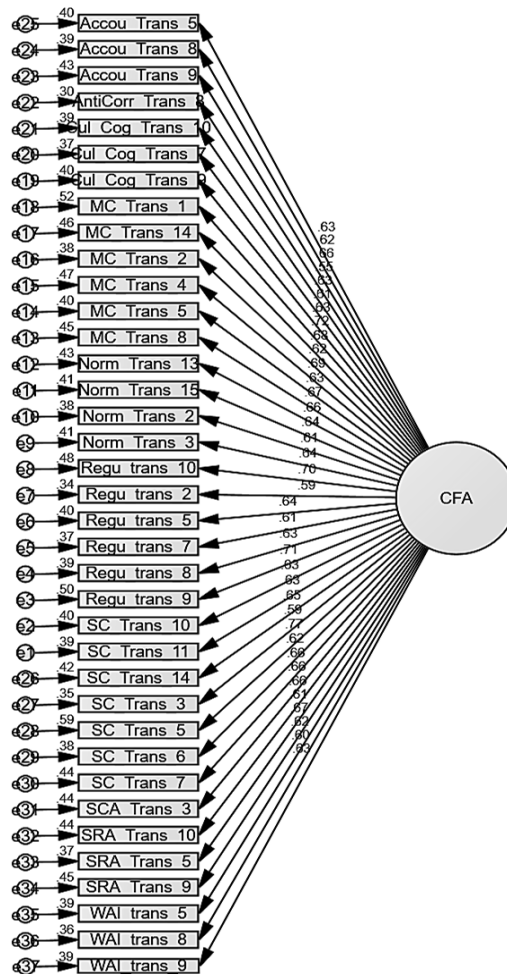 e25 .40 Accou Trans 5
e24 .39 Accou Trans 8
e23 .43 Accou Trans 9
e22 .30 AntiCorr Trans
e21 .39 Cul Cog Trans 10
e20 .37 Cul Cog Trans 7
e19 .40 Cul Cog Trans 9
e18 .52 MC Trans 1
e17 .46 MC Trans 14
e16 .38 MC Trans 2
e15 .47 MC Trans 4
e14 .40 MC Trans 5
e13 .45 MC Trans 8
e12 .43 Norm Trans 13
e11 .41 Norm Trans 15
e10 .38 Norm Trans 2
e9 .41 Norm Trans 3
e8 .48 Regu trans 10
e7 .34 Regu trans 2
e6 .40 Regu trans 5
e5 .37 Regu trans 7
e4 .39 Regu trans 8
e3 .50 Regu trans 9
e2 .40 SC Trans 10
e1 .39 SC Trans 11
e26 .42 SC Trans 14
e27 .35 SC Trans 3
e28 .59 SC Trans 5
e29 .38 SC Trans 6
e30 .44 SC Trans 7
e31 .44 SCA Trans 3
e32 .44 SRA Trans 10
e33 .37 SRA Trans 5
e34 .45 SRA Trans 9
e35 .39 WAI trans 5
e36 .36 WAI trans 8
e37 .39 WAI trans 9
.63
.62
.66
.55
.63
.61
.63
.72
.68
.62
.69
.63
.67
.66
.64
.61
.64
.70
.59
.64
.61
.63
.71
.63
.63
.65
.59
.77
.62
.66
.66
.66
.61
.67
.62
.60
.63
CFA